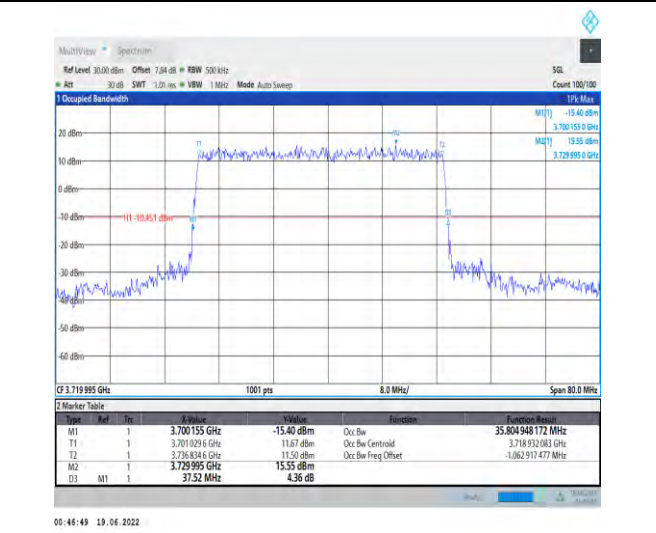 MultiView Spectrum
Ref Level 30.00 dBm Offset 7.84 dB RBW 500 kHz SGL
Att 30 dB SWT 1.01 ms VBW 1 MHz Mode Auto Sweep Count 100/100
1 Occupied Bandwidth 1Pk Max
M1[1] -15.40 dBm
3.700 155 0 GHz
M2[1] 15.55 dBm
3.729 995 0 GHz
20 dBm
T1 M2 T2
10 dBm
0 dBm
-10 dBm H1 -10.451 dBm M1 D3
-20 dBm
-30 dBm
-40 dBm
-50 dBm
-60 dBm
CF 3.719 995 GHz 1001 pts 8.0 MHz/ Span 80.0 MHz
2 Marker Table
Type Ref Trc X-Value Y-Value Function Function Result
M1 1 3.700 155 GHz -15.40 dBm Occ Bw 35.804 948 172 MHz
T1 1 3.701 029 6 GHz 11.67 dBm Occ Bw Centroid 3.718 932 083 GHz
T2 1 3.736 834 6 GHz 11.50 dBm Occ Bw Freq Offset -1.062 917 477 MHz
M2 1 3.729 995 GHz 15.55 dBm
D3 M1 1 37.52 MHz 4.36 dB
00:46:49 19.06.2022